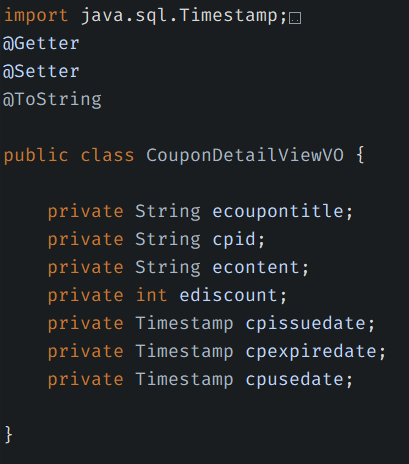 import java.sql.Timestamp;
@Getter
@Setter
@ToString
public class CouponDetailViewVO {
private String ecoupontitle;
private String cpid;
private String econtent;
private int ediscount;
private Timestamp cpissuedate;
private Timestamp cpexpiredate;
private Timestamp cpusedate;
}